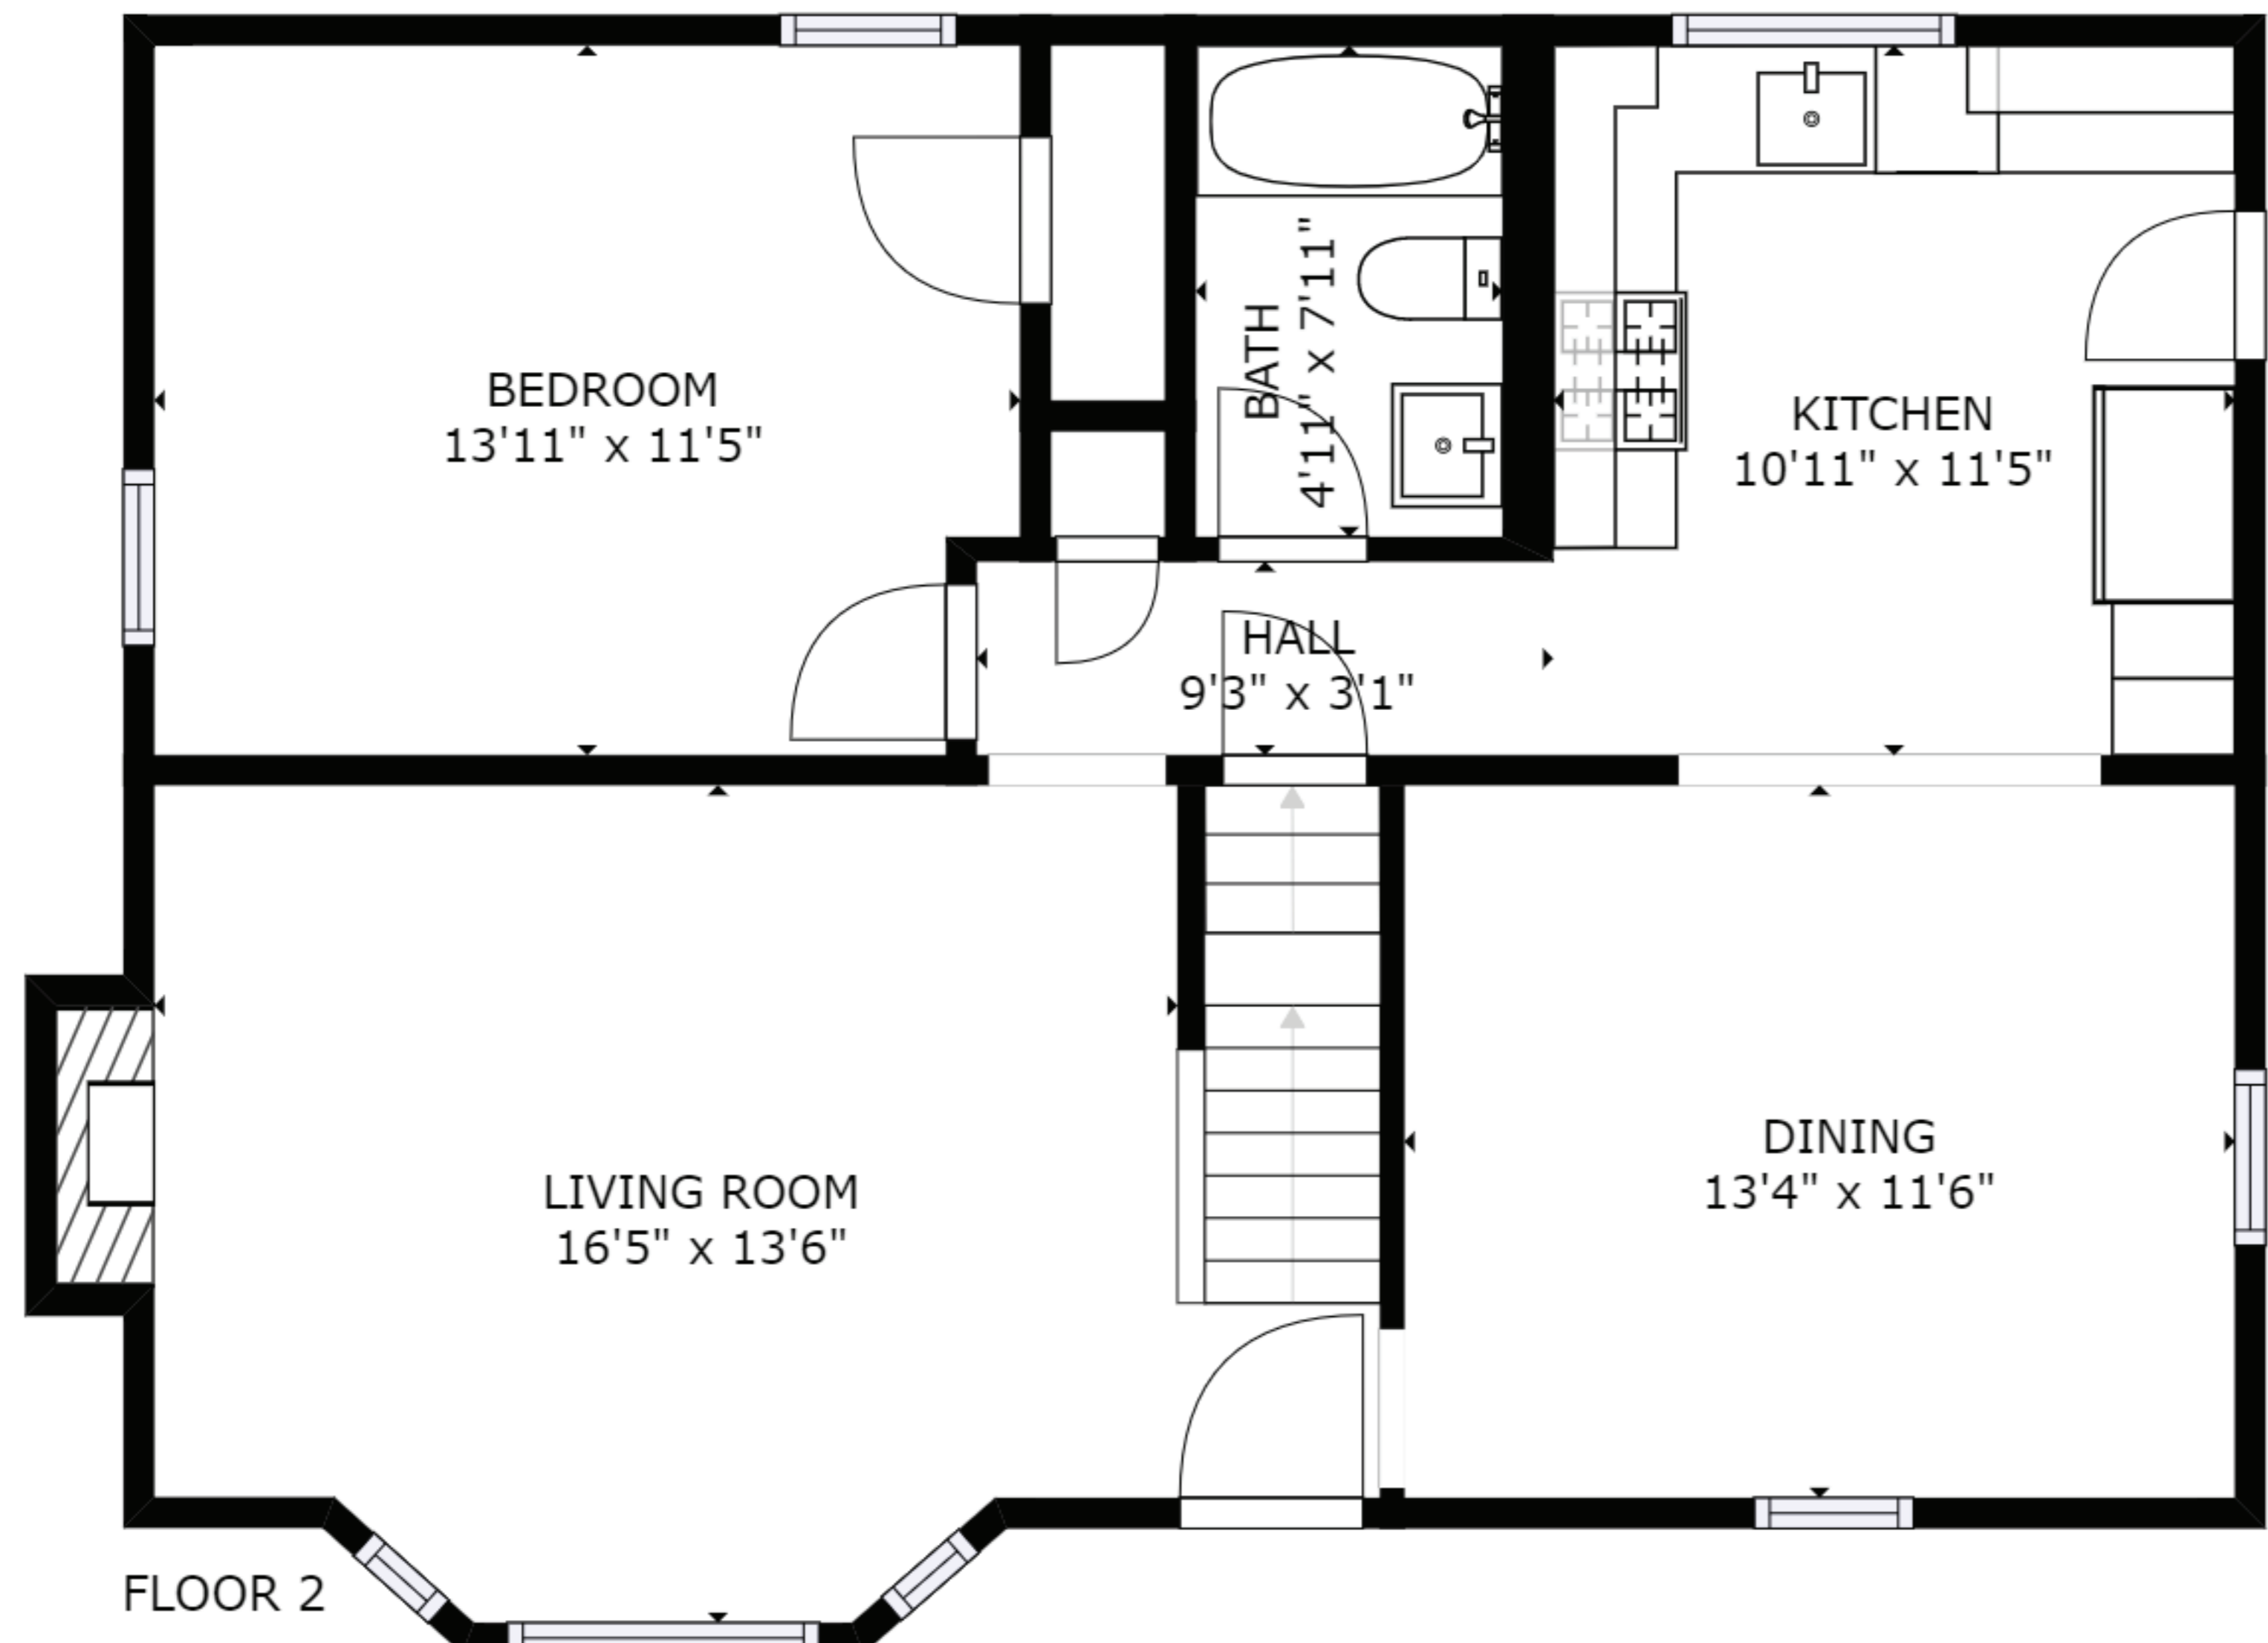 BEDROOM
13'11" x 11'5"
BATH
4'11" x 7'11"
KITCHEN
10'11" x 11'5"
HALL
9'3" x 3'1"
LIVING ROOM
16'5" x 13'6"
DINING
13'4" x 11'6"
FLOOR 2